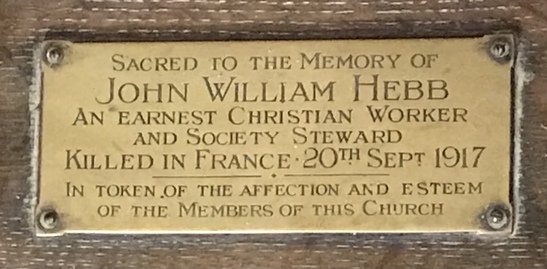 SACRED TO THE MEMORY OF
JOHN WILLIAM HEBB
AN EARNEST CHRISTIAN WORKER
AND SOCIETY STEWARD
KILLED IN FRANCE · 20TH SEPT 1917
IN TOKEN OF THE AFFECTION AND ESTEEM
OF THE MEMBERS OF THIS CHURCH